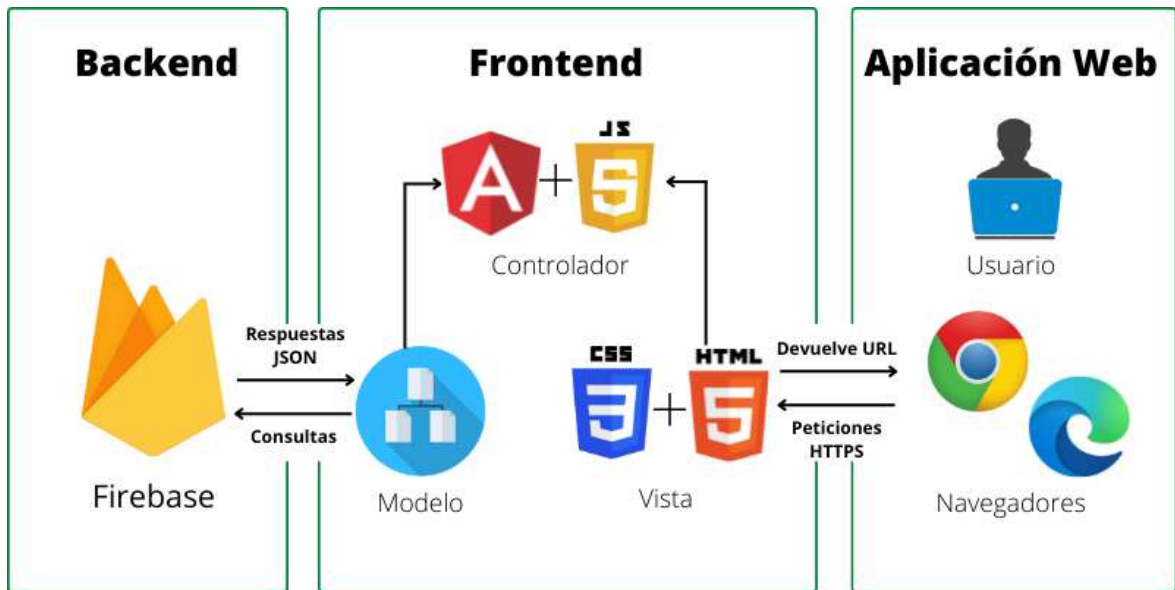 Backend
Frontend
Aplicación Web
JS
Controlador
Usuario
Respuestas
JSON
Consultas
CSS
HTML
Devuelve URL
Peticiones
HTTPS
Firebase
Modelo
Vista
Navegadores